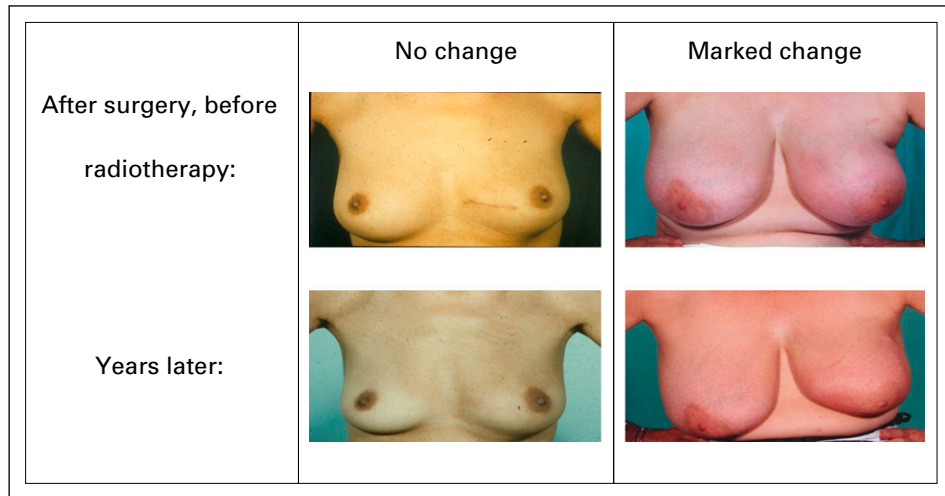 No change
Marked change
After surgery, before
radiotherapy:
Years later: